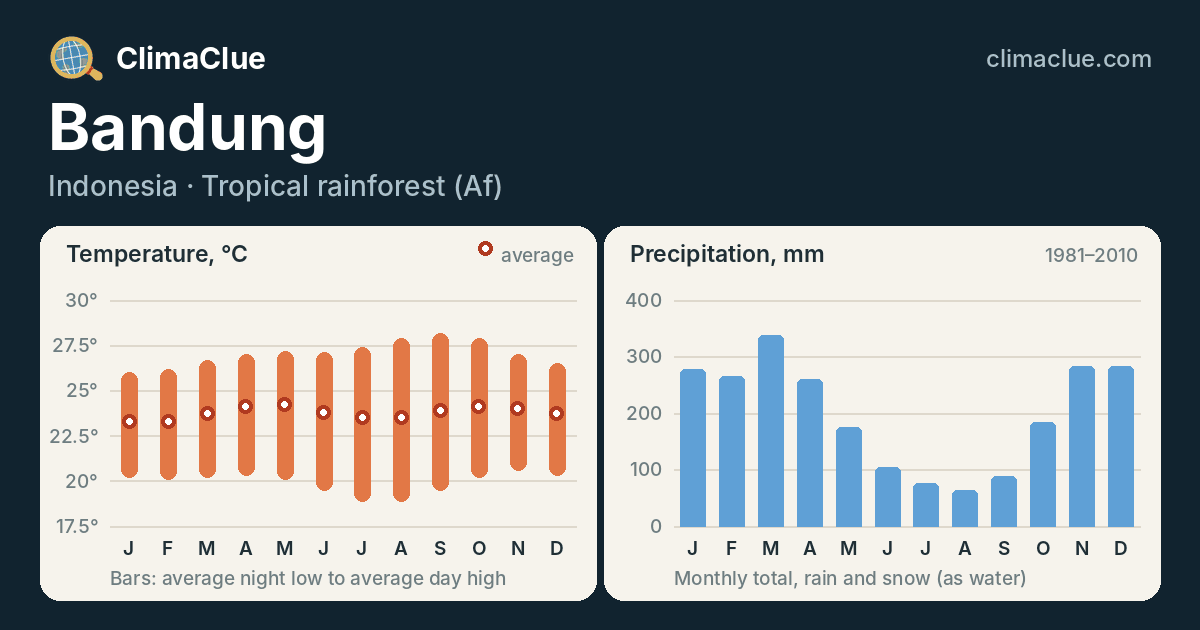 ClimaClue
climaclue.com
Bandung
Indonesia · Tropical rainforest (Af)
Temperature, °C
average
30°
27.5°
25°
22.5°
20°
17.5°
J F M A M J J A S O N D
Bars: average night low to average day high
Precipitation, mm
1981–2010
400
300
200
100
0
J F M A M J J A S O N D
Monthly total, rain and snow (as water)